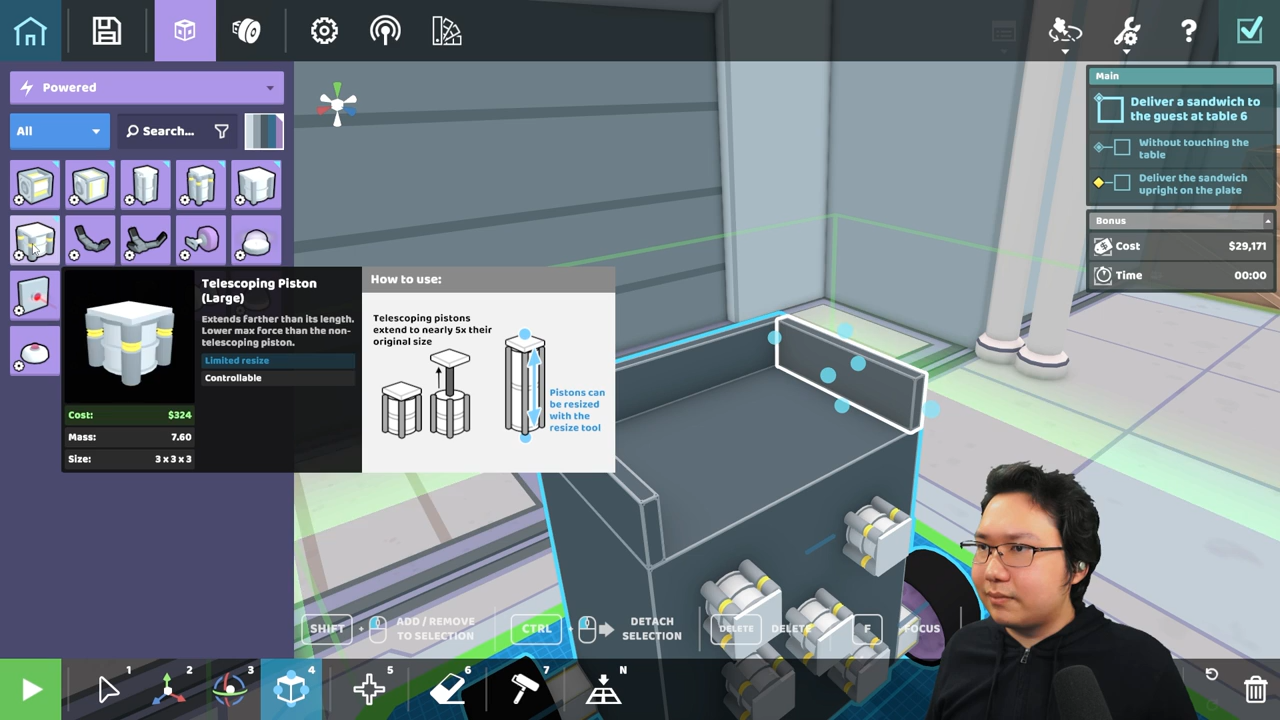 Powered
All
Search...
Telescoping Piston
(Large)
Extends farther than its length.
Lower max force than the non-
telescoping piston.
Limited resize
Controllable
Cost: $324
Mass: 7.60
Size: 3 x 3 x 3
How to use:
Telescoping pistons
extend to nearly 5x their
original size
Pistons can
be resized
with the
resize tool
Main
Deliver a sandwich to
the guest at table 6
Without touching the
table
Deliver the sandwich
upright on the plate
Bonus
Cost $29,171
Time 00:00
SHIFT + ADD / REMOVE
TO SELECTION
CTRL + DETACH
SELECTION
DELETE DELETE
F FOCUS
1 2 3 4 5 6 7 N
?